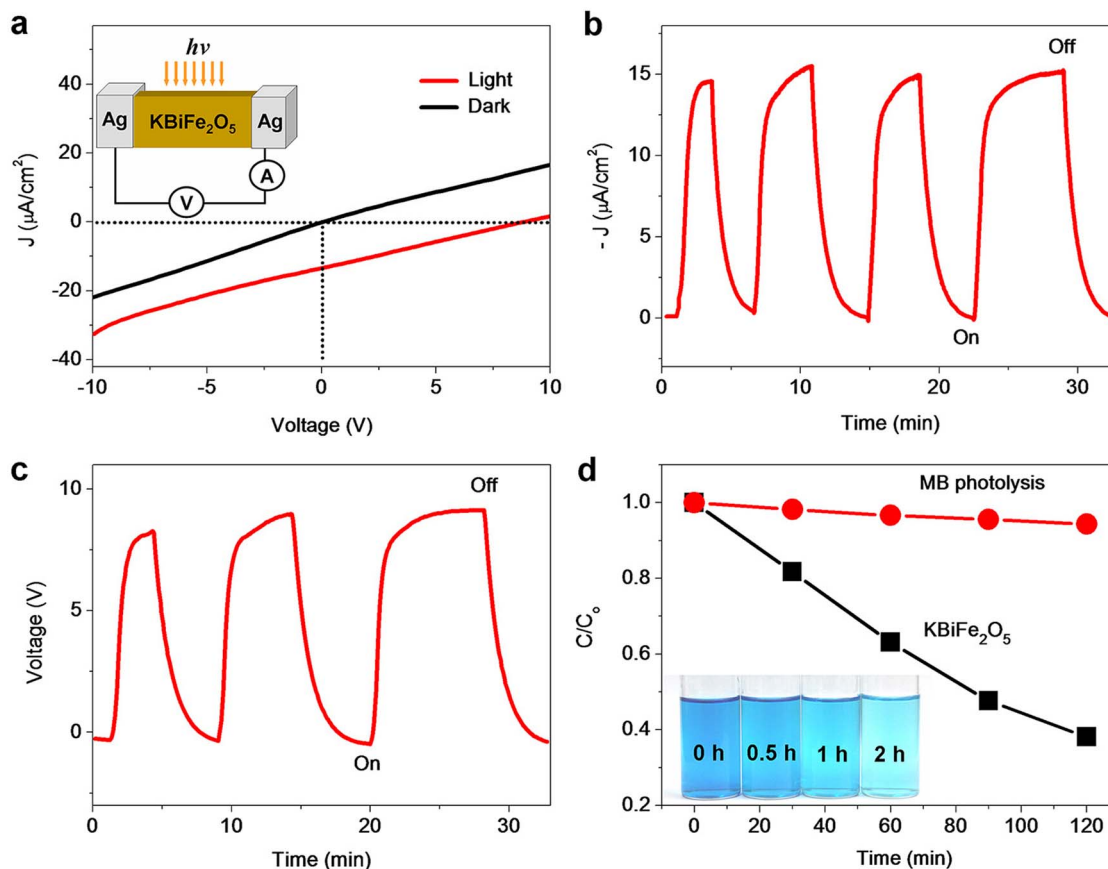 a
hν
Ag
KBiFe₂O₅
Ag
A
V
Light
Dark
40
20
0
-20
-40
J (µA/cm²)
-10
-5
0
5
10
Voltage (V)
b
Off
On
15
10
5
0
- J (µA/cm²)
0
10
20
30
Time (min)
c
Off
On
10
5
0
Voltage (V)
0
10
20
30
Time (min)
d
MB photolysis
KBiFe₂O₅
0 h
0.5 h
1 h
2 h
1.0
0.8
0.6
0.4
0.2
C/Cₒ
0
20
40
60
80
100
120
Time (min)